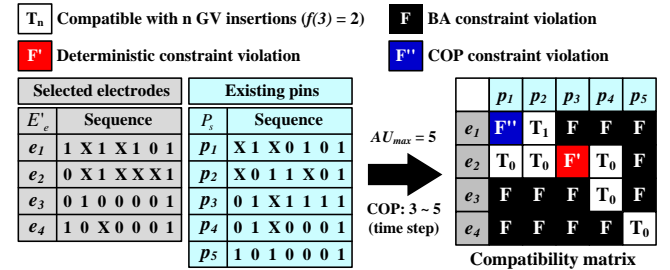 Tn Compatible with n GV insertions (f(3) = 2)
F BA constraint violation
F' Deterministic constraint violation
F'' COP constraint violation
Selected electrodes
E'e Sequence
e1 1 X 1 X 1 0 1
e2 0 X 1 X X X 1
e3 0 1 0 0 0 0 1
e4 1 0 X 0 0 0 1
Existing pins
Ps Sequence
p1 X 1 X 0 1 0 1
p2 X 0 1 1 X 0 1
p3 0 1 X 1 1 1 1
p4 0 1 X 0 0 0 1
p5 1 0 1 0 0 0 1
AUmax = 5
COP: 3 ~ 5
(time step)
p1 p2 p3 p4 p5
e1 F'' T1 F F F
e2 T0 T0 F' T0 F
e3 F F F T0 F
e4 F F F F T0
Compatibility matrix